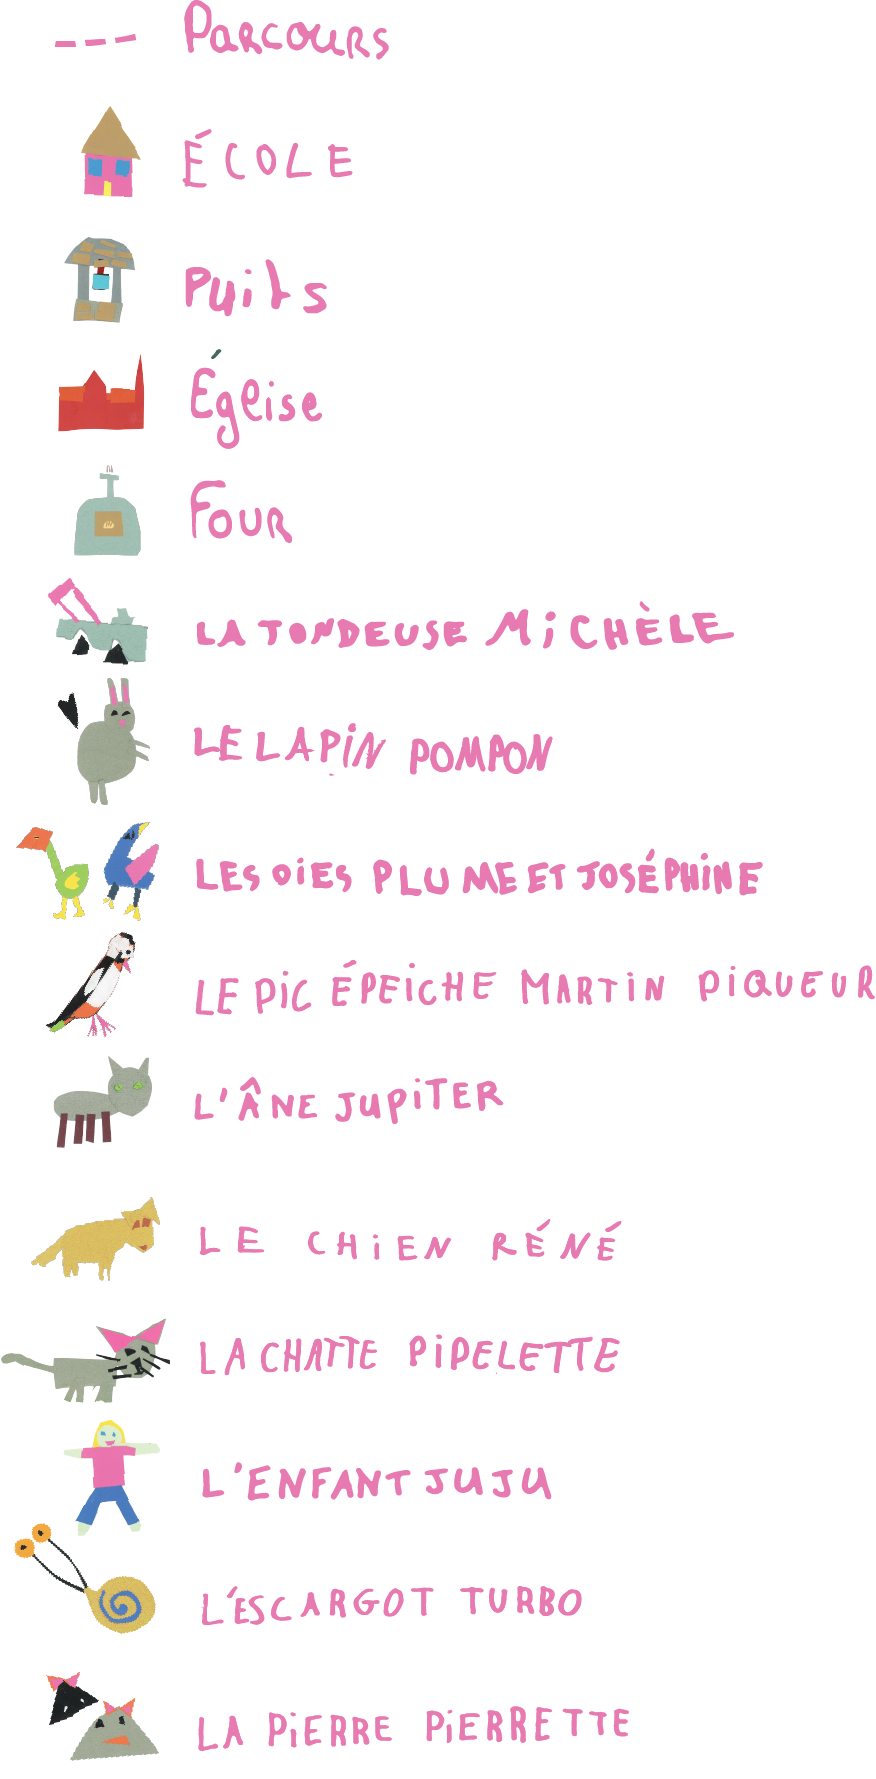 Parcours
ÉCOLE
Puits
Église
Four
LA TONDEUSE MiCHÈLE
LE LAPiN POMPON
LES OiES PLUME ET JOSÉPHiNE
LE PiC ÉPEiCHE MARTiN PiQUEUR
L'ÂNE JUPiTER
LE CHiEN RÉNÉ
LA CHATTE PiPELETTE
L'ENFANT JUJU
L'ESCARGOT TURBO
LA PiERRE PiERRETTE